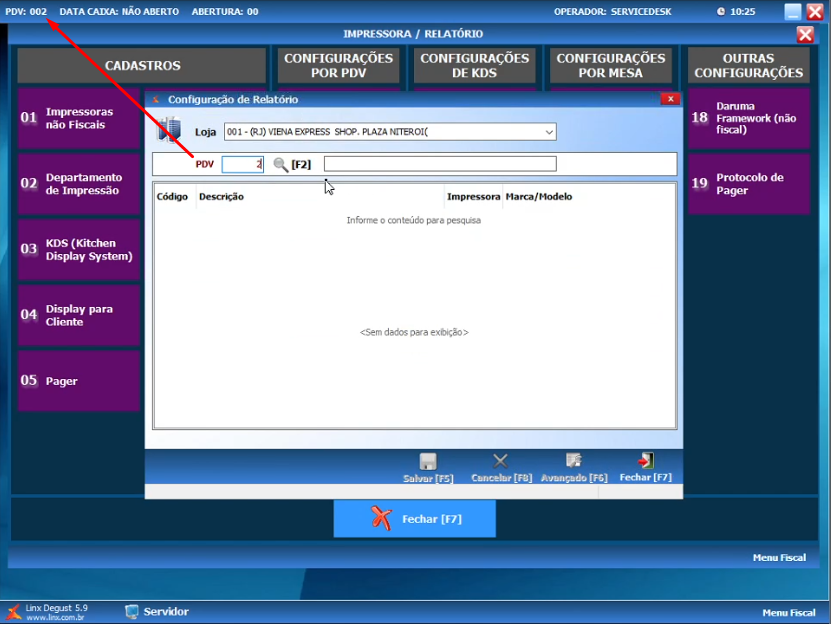 PDV: 002 DATA CAIXA: NÃO ABERTO ABERTURA: 00 OPERADOR: SERVICEDESK 10:25
IMPRESSORA / RELATÓRIO
CADASTROS
CONFIGURAÇÕES
POR PDV
CONFIGURAÇÕES
DE KDS
CONFIGURAÇÕES
POR MESA
OUTRAS
CONFIGURAÇÕES
01 Impressoras
não Fiscais
02 Departamento
de Impressão
03 KDS (Kitchen
Display System)
04 Display para
Cliente
05 Pager
Configuração de Relatório
Loja 001 - (RJ) VIENA EXPRESS SHOP. PLAZA NITEROI(
PDV 2 [F2]
Código Descrição Impressora Marca/Modelo
Informe o contéudo para pesquisa
<Sem dados para exibição>
Salvar [F5] Cancelar [F8] Avançado [F6] Fechar [F7]
18 Daruma
Framework (não
fiscal)
19 Protocolo de
Pager
Fechar [F7]
Menu Fiscal
Linx Degust 5.9
www.linx.com.br
Servidor
Menu Fiscal